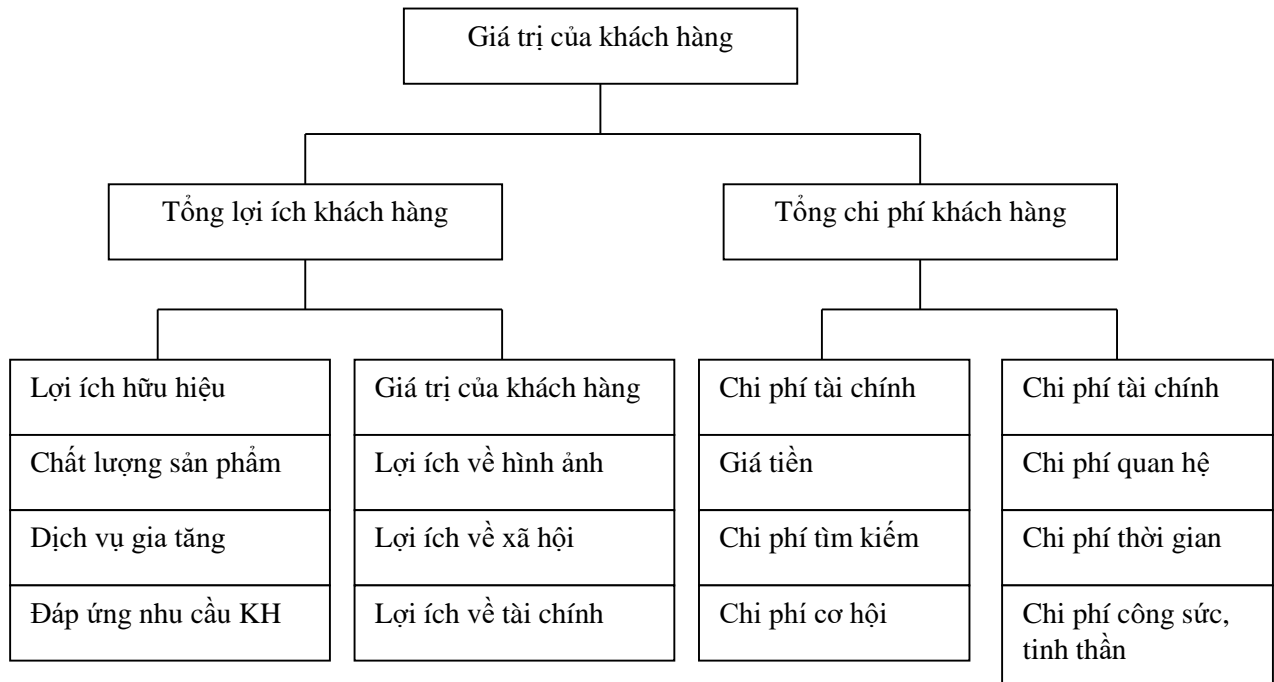 Giá trị của khách hàng
Tổng lợi ích khách hàng
Tổng chi phí khách hàng
Lợi ích hữu hiệu
Chất lượng sản phẩm
Dịch vụ gia tăng
Đáp ứng nhu cầu KH
Giá trị của khách hàng
Lợi ích về hình ảnh
Lợi ích về xã hội
Lợi ích về tài chính
Chi phí tài chính
Giá tiền
Chi phí tìm kiếm
Chi phí cơ hội
Chi phí tài chính
Chi phí quan hệ
Chi phí thời gian
Chi phí công sức,
tinh thần